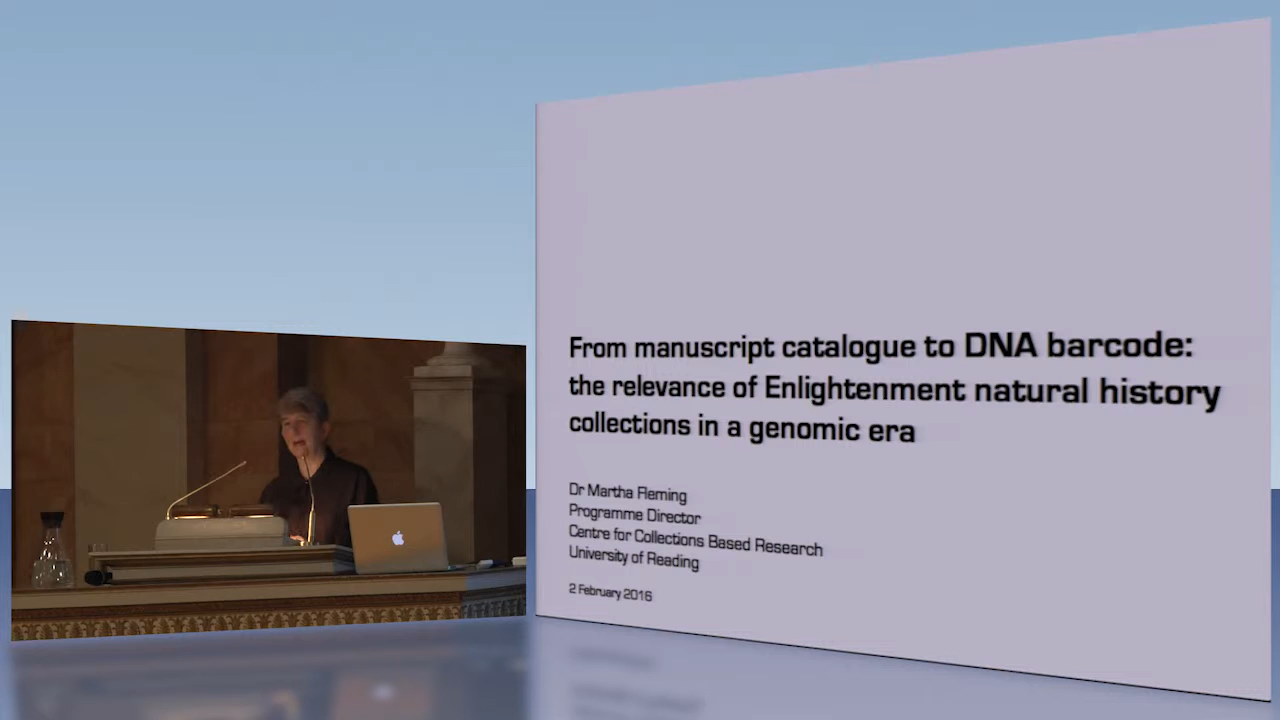 From manuscript catalogue to DNA barcode:
the relevance of Enlightenment natural history
collections in a genomic era
Dr Martha Fleming
Programme Director
Centre for Collections Based Research
University of Reading
2 February 2016